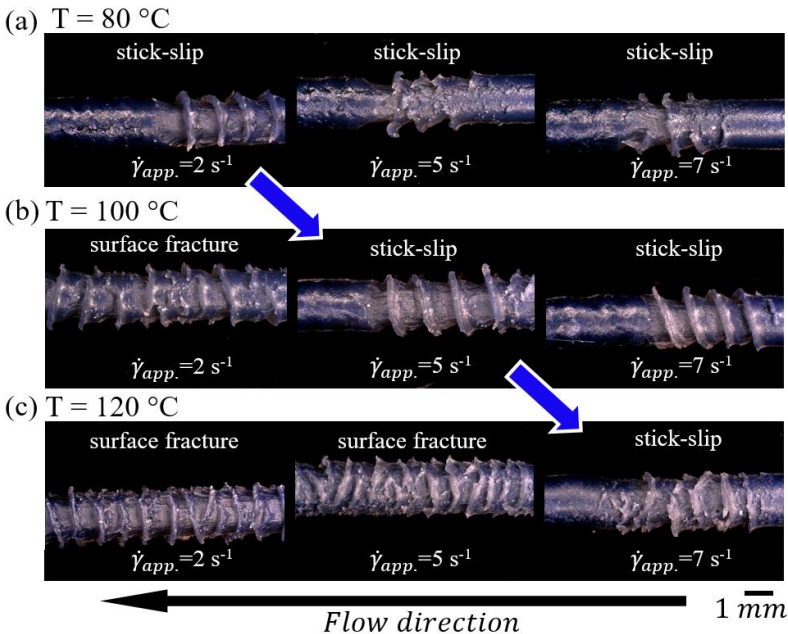 (a) T = 80 °C
stick-slip stick-slip stick-slip
γ̇app.=2 s⁻¹ γ̇app.=5 s⁻¹ γ̇app.=7 s⁻¹
(b) T = 100 °C
surface fracture stick-slip stick-slip
γ̇app.=2 s⁻¹ γ̇app.=5 s⁻¹ γ̇app.=7 s⁻¹
(c) T = 120 °C
surface fracture surface fracture stick-slip
γ̇app.=2 s⁻¹ γ̇app.=5 s⁻¹ γ̇app.=7 s⁻¹
Flow direction 1 mm